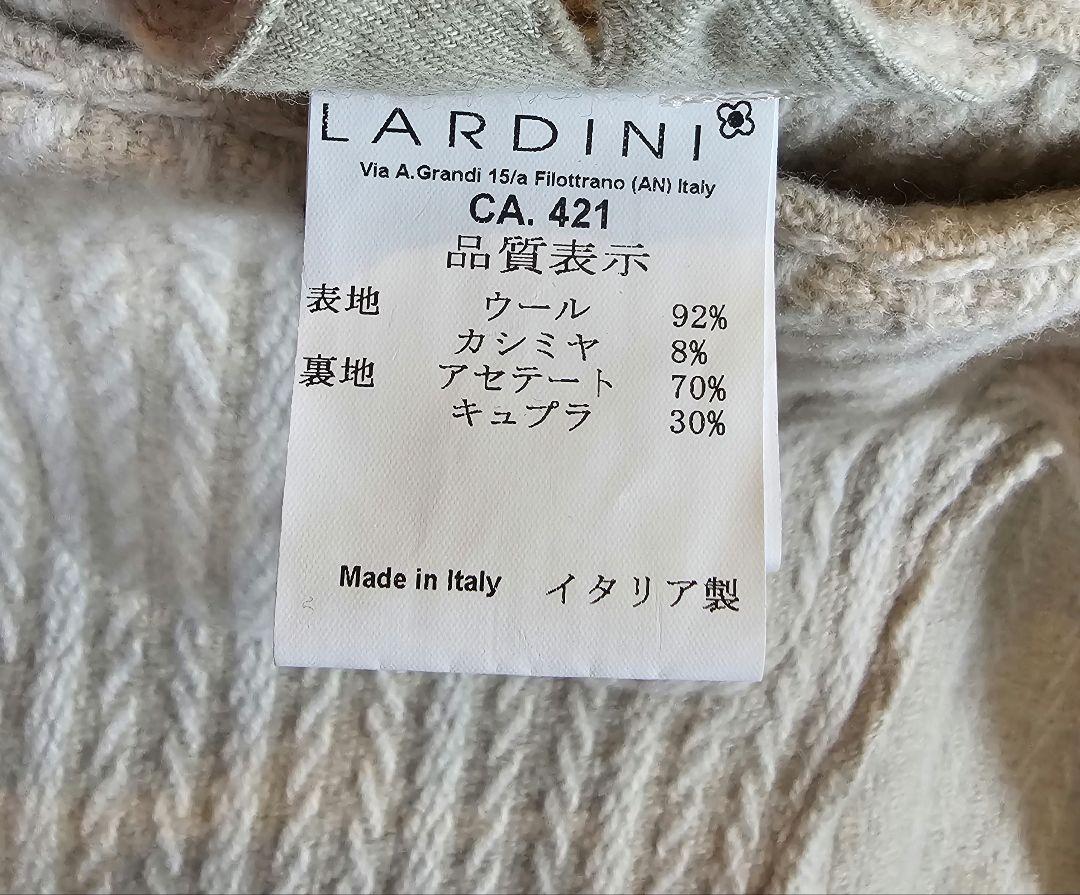 LARDINI
Via A.Grandi 15/a Filottrano (AN) Italy
CA. 421
品質表示
表地 ウール 92%
カシミヤ 8%
裏地 アセテート 70%
キュプラ 30%
Made in Italy イタリア製